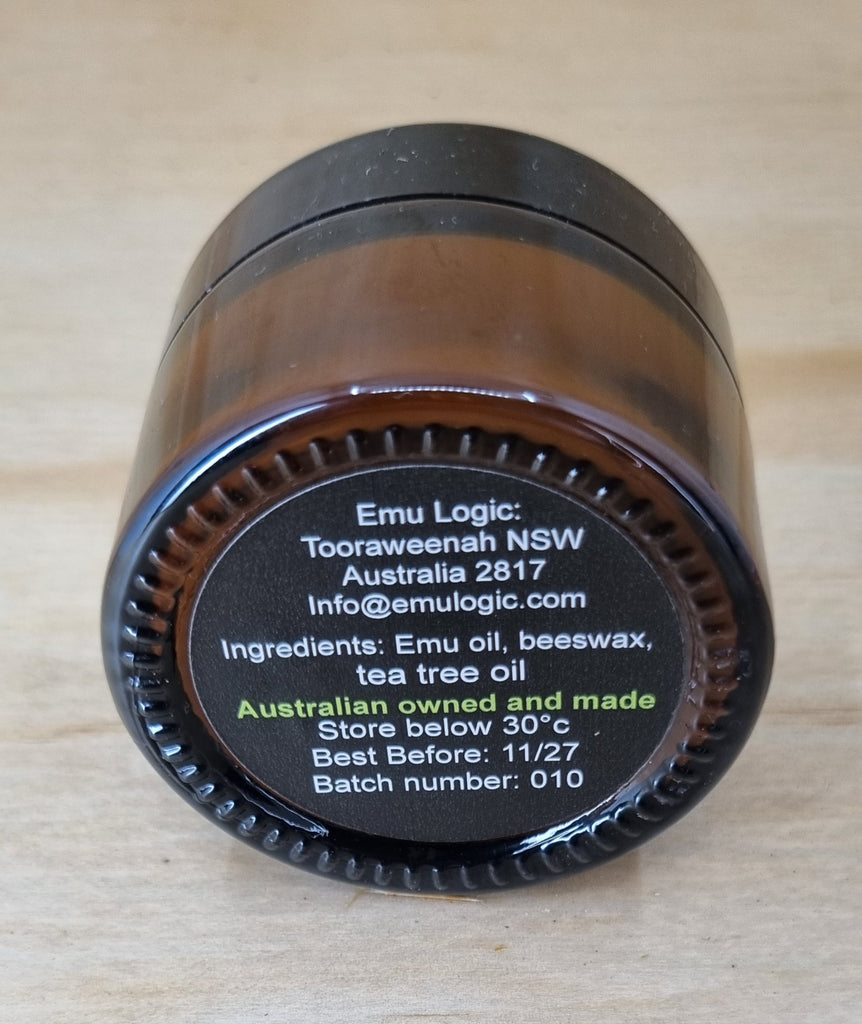 Emu Logic:
Tooraweenah NSW
Australia 2817
Info@emulogic.com
Ingredients: Emu oil, beeswax,
tea tree oil
Australian owned and made
Store below 30°c
Best Before: 11/27
Batch number: 010